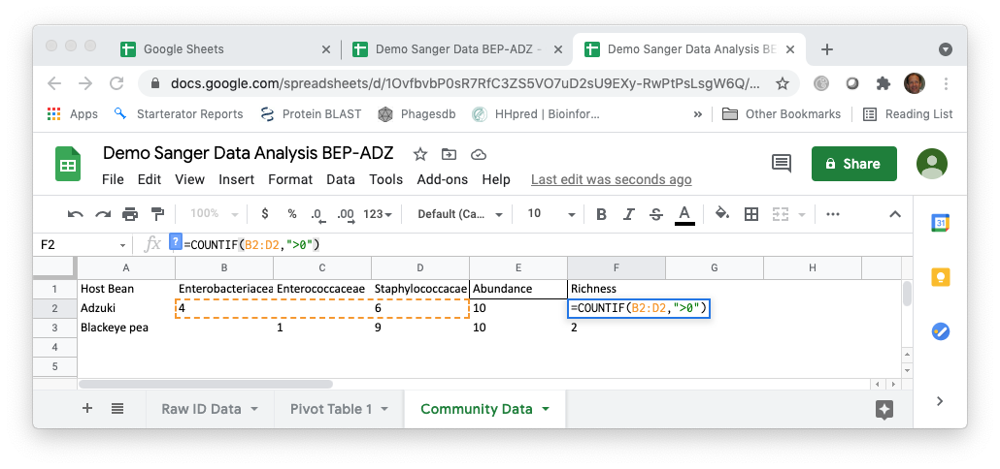 Google Sheets × Demo Sanger Data BEP-ADZ - × Demo Sanger Data Analysis BE × +
docs.google.com/spreadsheets/d/1OvfbvbP0sR7RfC3ZS5VO7uD2sU9EXy-RwPtPsLsgW6Q/...
Apps Starterator Reports Protein BLAST Phagesdb HHpred | Bioinfor... » Other Bookmarks Reading List
Demo Sanger Data Analysis BEP-ADZ
Share
File Edit View Insert Format Data Tools Add-ons Help Last edit was seconds ago
100% $ % .0 .00 123 Default (Ca... 10 B I S A ...
31
F2 fx ? =COUNTIF(B2:D2,">0")
A B C D E F G H
1 Host Bean Enterobacteriacea Enterococcaceae Staphylococcacae Abundance Richness
2 Adzuki 4 6 10 =COUNTIF(B2:D2,">0")
3 Blackeye pea 1 9 10 2
4
5
+ Raw ID Data Pivot Table 1 Community Data